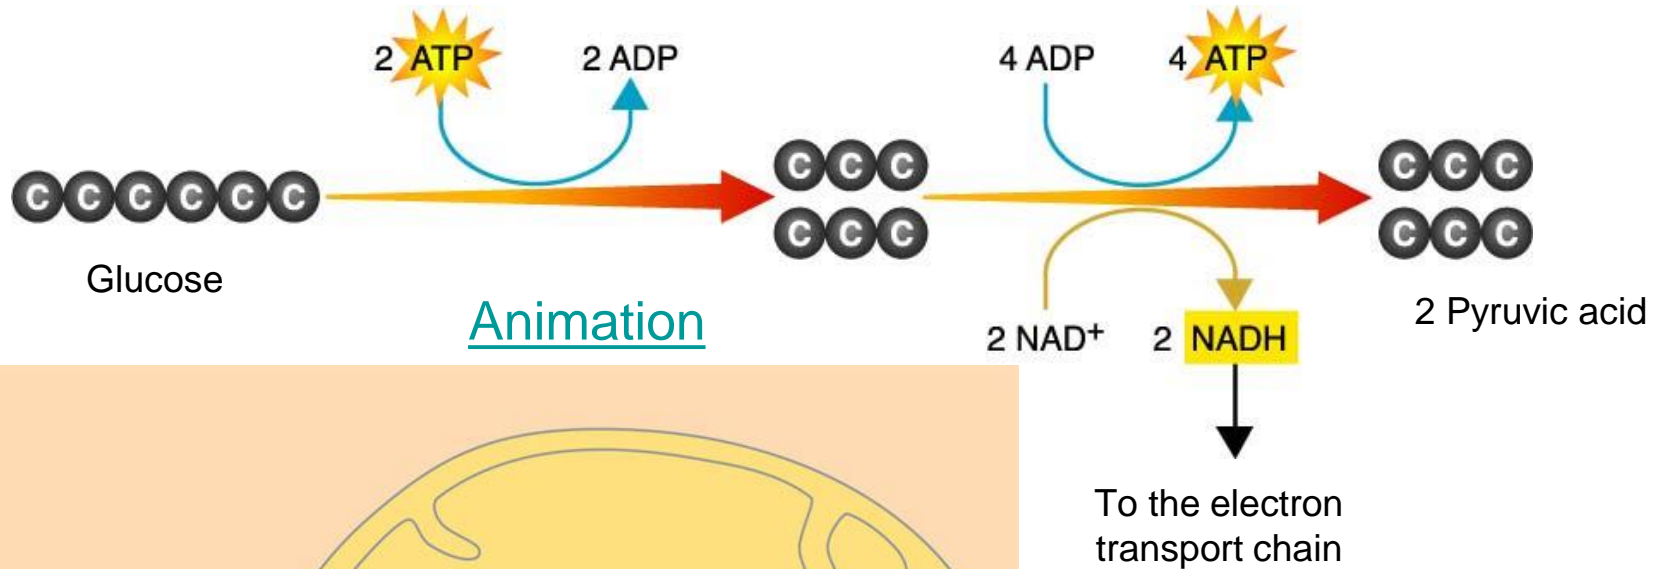 2 ATP 2 ADP 4 ADP 4 ATP
C C C C C C
C C C
C C C
C C C
C C C
Glucose
Animation
2 NAD+ 2 NADH
2 Pyruvic acid
To the electron
transport chain